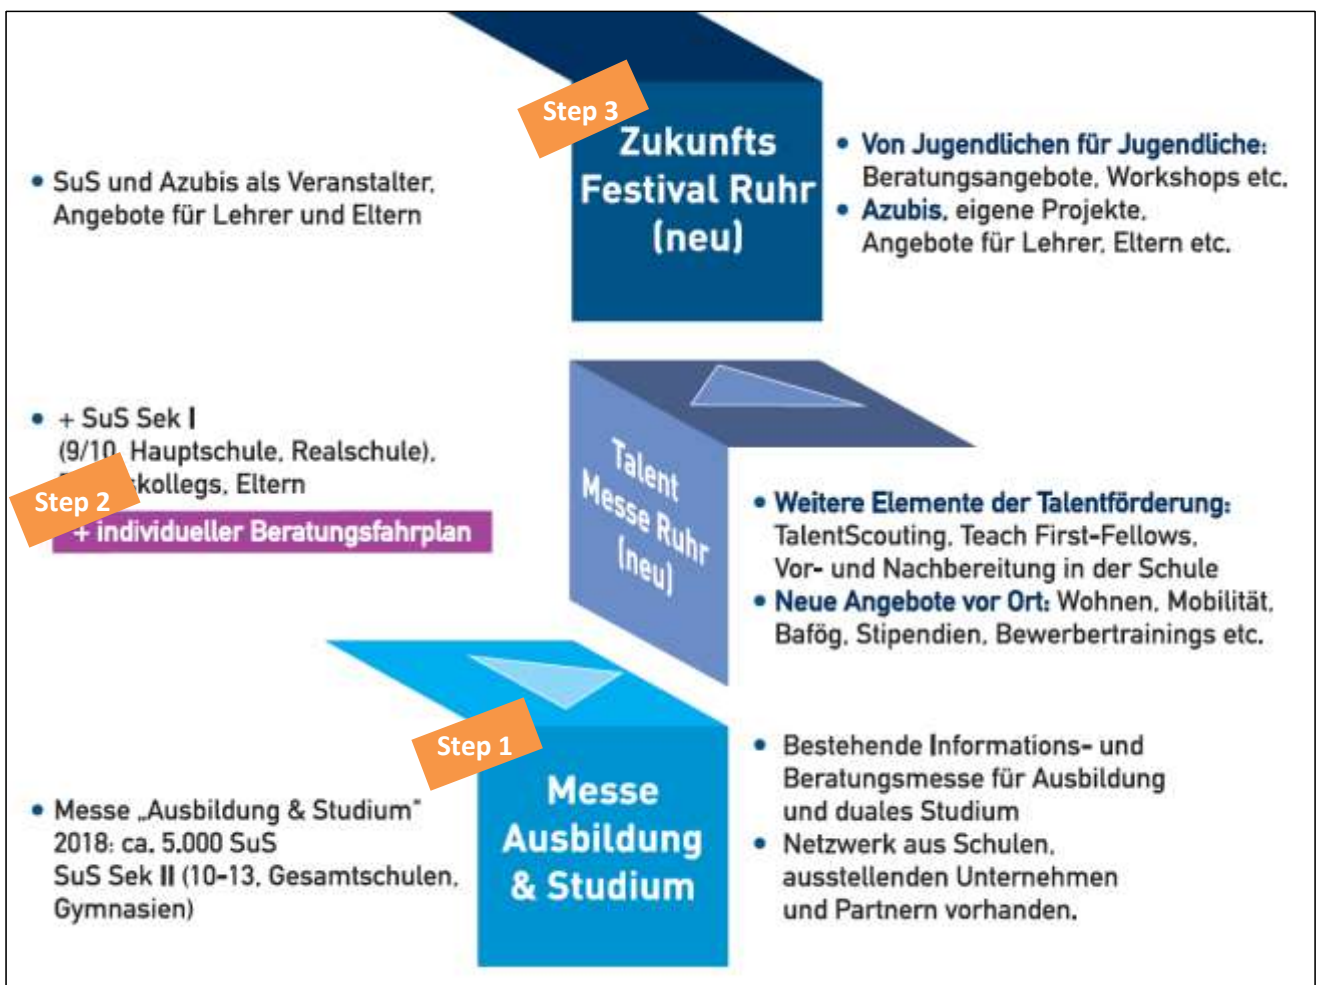 Step 3
Zukunfts
Festival Ruhr
(neu)
• SuS und Azubis als Veranstalter,
Angebote für Lehrer und Eltern
• Von Jugendlichen für Jugendliche:
Beratungsangebote, Workshops etc.
• Azubis, eigene Projekte,
Angebote für Lehrer, Eltern etc.
• + SuS Sek I
(9/10, Hauptschule, Realschule),
skollegs, Eltern
Step 2
+ individueller Beratungsfahrplan
Talent
Messe Ruhr
(neu)
• Weitere Elemente der Talentförderung:
TalentScouting, Teach First-Fellows,
Vor- und Nachbereitung in der Schule
• Neue Angebote vor Ort: Wohnen, Mobilität,
Bafög, Stipendien, Bewerbertrainings etc.
Step 1
Messe
Ausbildung
& Studium
• Messe „Ausbildung & Studium"
2018: ca. 5.000 SuS
SuS Sek II (10-13, Gesamtschulen,
Gymnasien)
• Bestehende Informations- und
Beratungsmesse für Ausbildung
und duales Studium
• Netzwerk aus Schulen,
ausstellenden Unternehmen
und Partnern vorhanden.